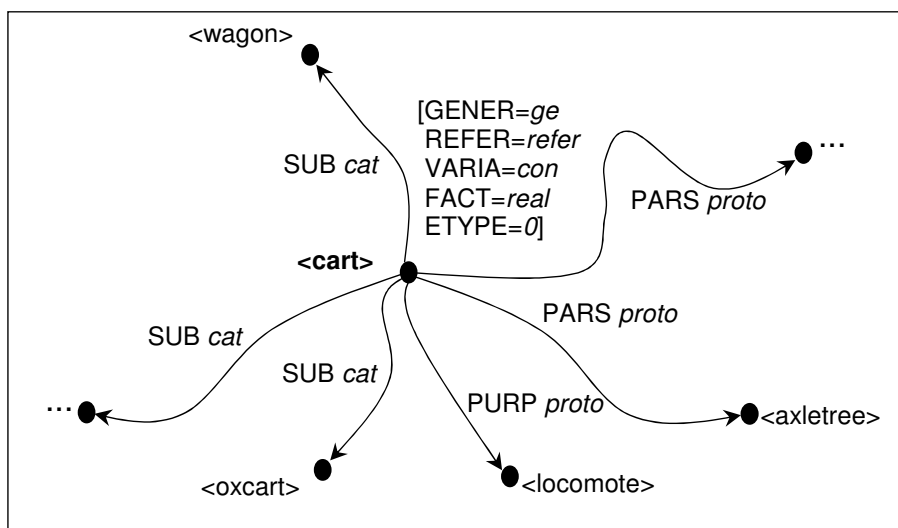 <wagon>
[GENER=ge
REFER=refer
VARIA=con
FACT=real
ETYPE=0]
SUB cat
...
PARS proto
<cart>
PARS proto
SUB cat
SUB cat
PURP proto
...
<axletree>
<oxcart>
<locomote>